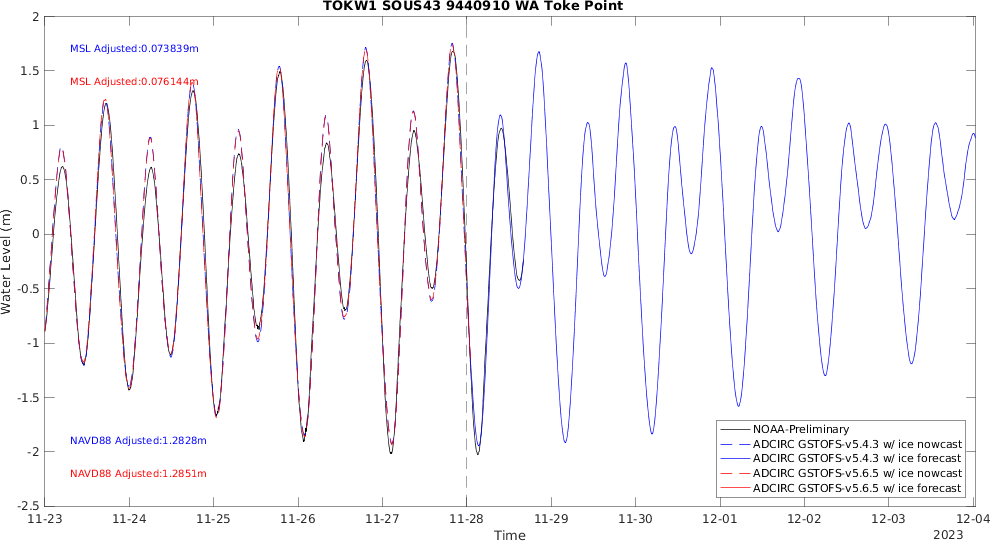 TOKW1 SOUS43 9440910 WA Toke Point
2
1.5
1
0.5
0
-0.5
-1
-1.5
-2
-2.5
Water Level (m)
MSL Adjusted:0.073839m
MSL Adjusted:0.076144m
NAVD88 Adjusted:1.2828m
NAVD88 Adjusted:1.2851m
NOAA-Preliminary
ADCIRC GSTOFS-v5.4.3 w/ ice nowcast
ADCIRC GSTOFS-v5.4.3 w/ ice forecast
ADCIRC GSTOFS-v5.6.5 w/ ice nowcast
ADCIRC GSTOFS-v5.6.5 w/ ice forecast
11-23 11-24 11-25 11-26 11-27 11-28 11-29 11-30 12-01 12-02 12-03 12-04
Time
2023